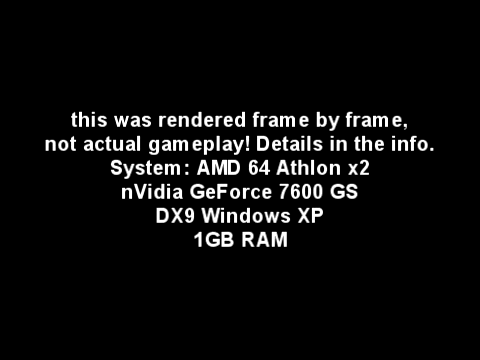 this was rendered frame by frame,
not actual gameplay! Details in the info.
System: AMD 64 Athlon x2
nVidia GeForce 7600 GS
DX9 Windows XP
1GB RAM